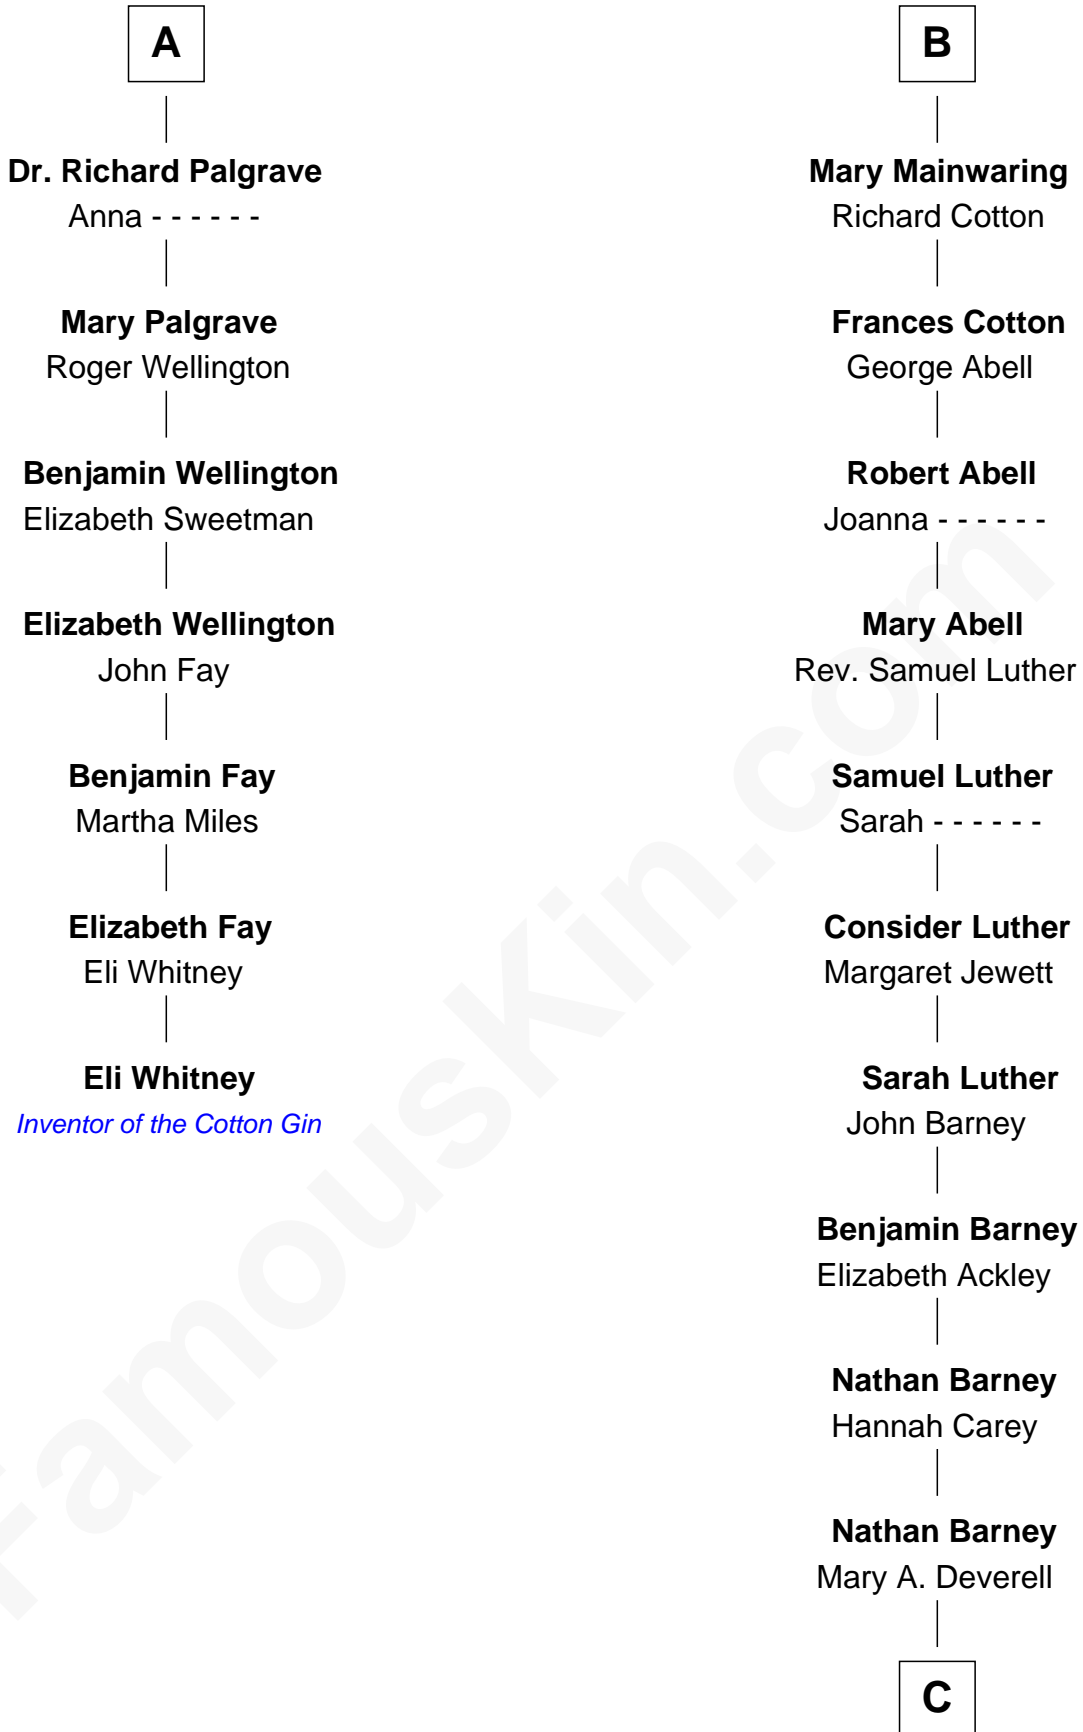 A
Dr. Richard Palgrave
Anna - - - - - -
Mary Palgrave
Roger Wellington
Benjamin Wellington
Elizabeth Sweetman
Elizabeth Wellington
John Fay
Benjamin Fay
Martha Miles
Elizabeth Fay
Eli Whitney
Eli Whitney
Inventor of the Cotton Gin
B
Mary Mainwaring
Richard Cotton
Frances Cotton
George Abell
Robert Abell
Joanna - - - - - -
Mary Abell
Rev. Samuel Luther
Samuel Luther
Sarah - - - - - -
Consider Luther
Margaret Jewett
Sarah Luther
John Barney
Benjamin Barney
Elizabeth Ackley
Nathan Barney
Hannah Carey
Nathan Barney
Mary A. Deverell
C
FamousKin.com